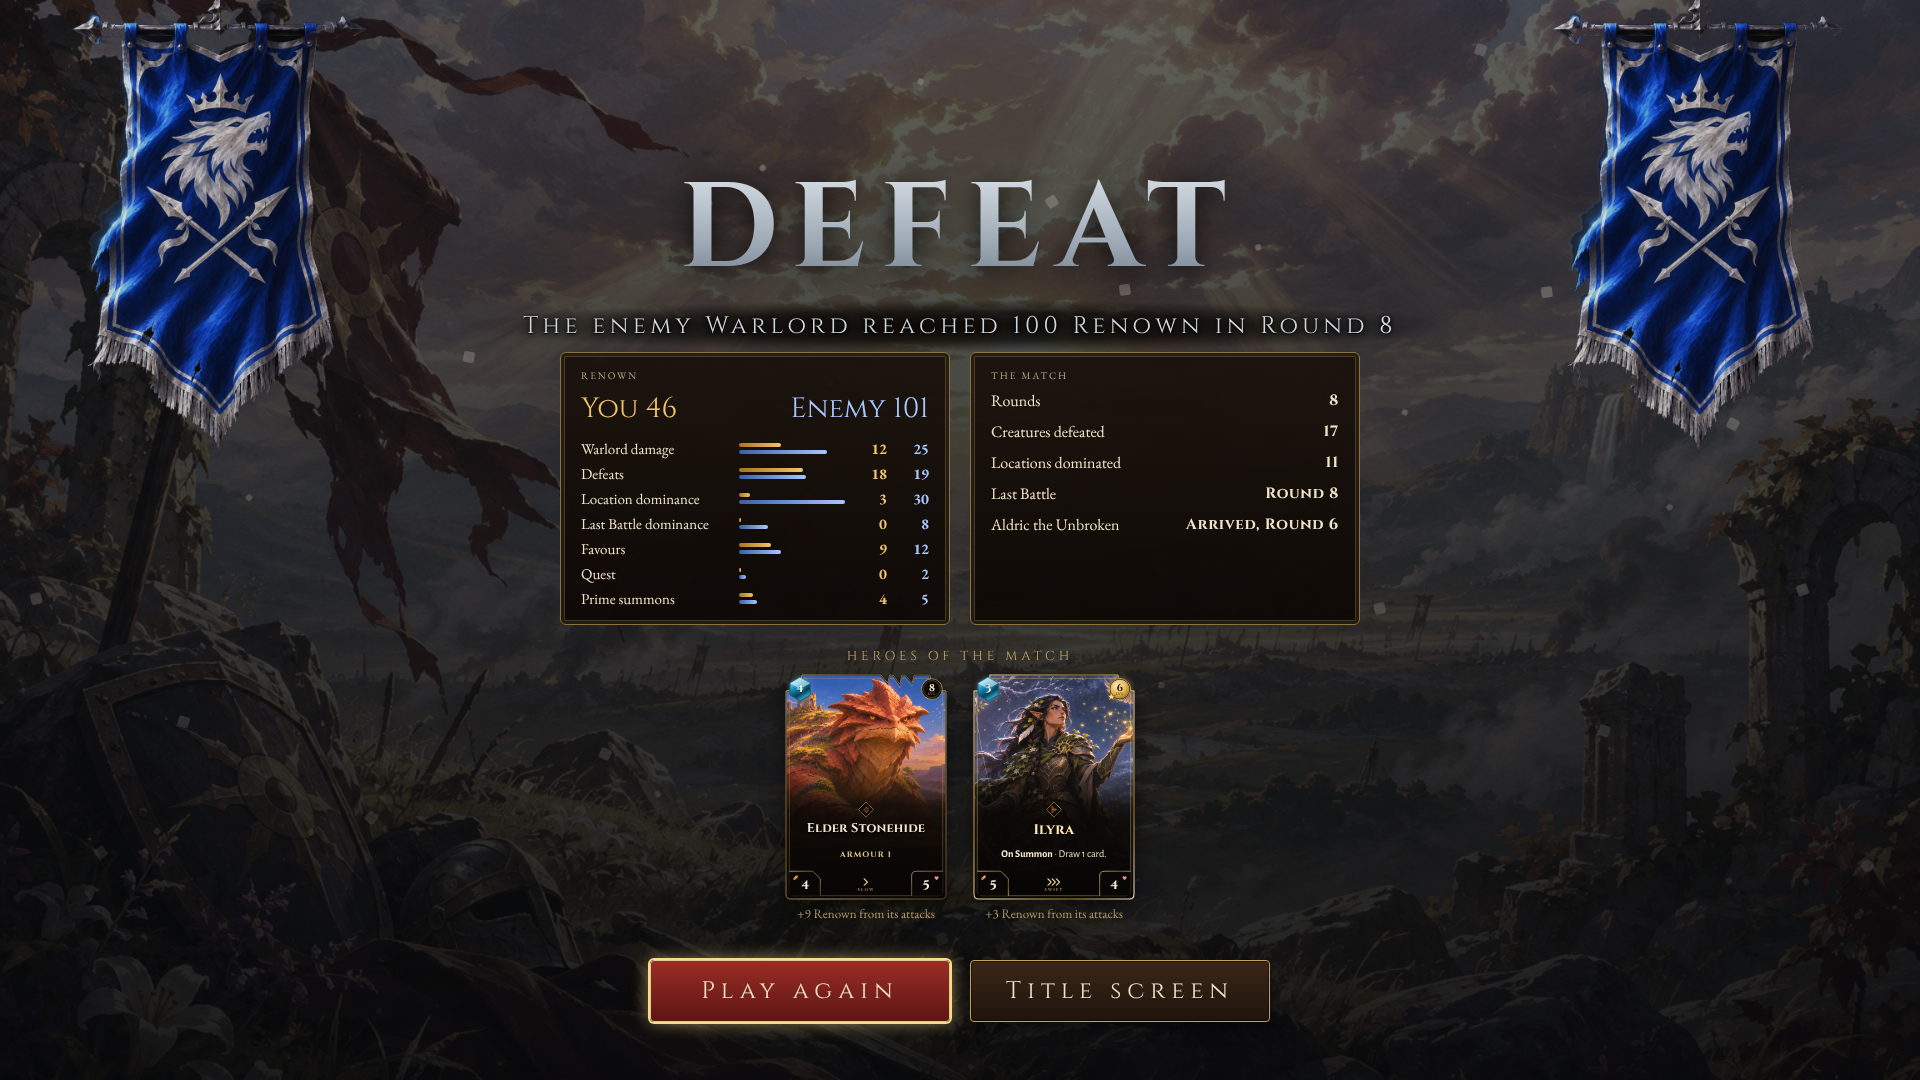 DEFEAT
The enemy Warlord reached 100 Renown in Round 8
RENOWN
You 46 Enemy 101
Warlord damage 12 25
Defeats 18 19
Location dominance 3 30
Last Battle dominance 0 8
Favours 9 12
Quest 0 2
Prime summons 4 5
THE MATCH
Rounds 8
Creatures defeated 17
Locations dominated 11
Last Battle Round 8
Aldric the Unbroken Arrived, Round 6
HEROES OF THE MATCH
4 8
Elder Stonehide
ARMOUR 1
4 SLOW 5
+9 Renown from its attacks
3 6
Ilyra
On Summon · Draw 1 card.
5 SWIFT 4
+3 Renown from its attacks
Play again
Title screen